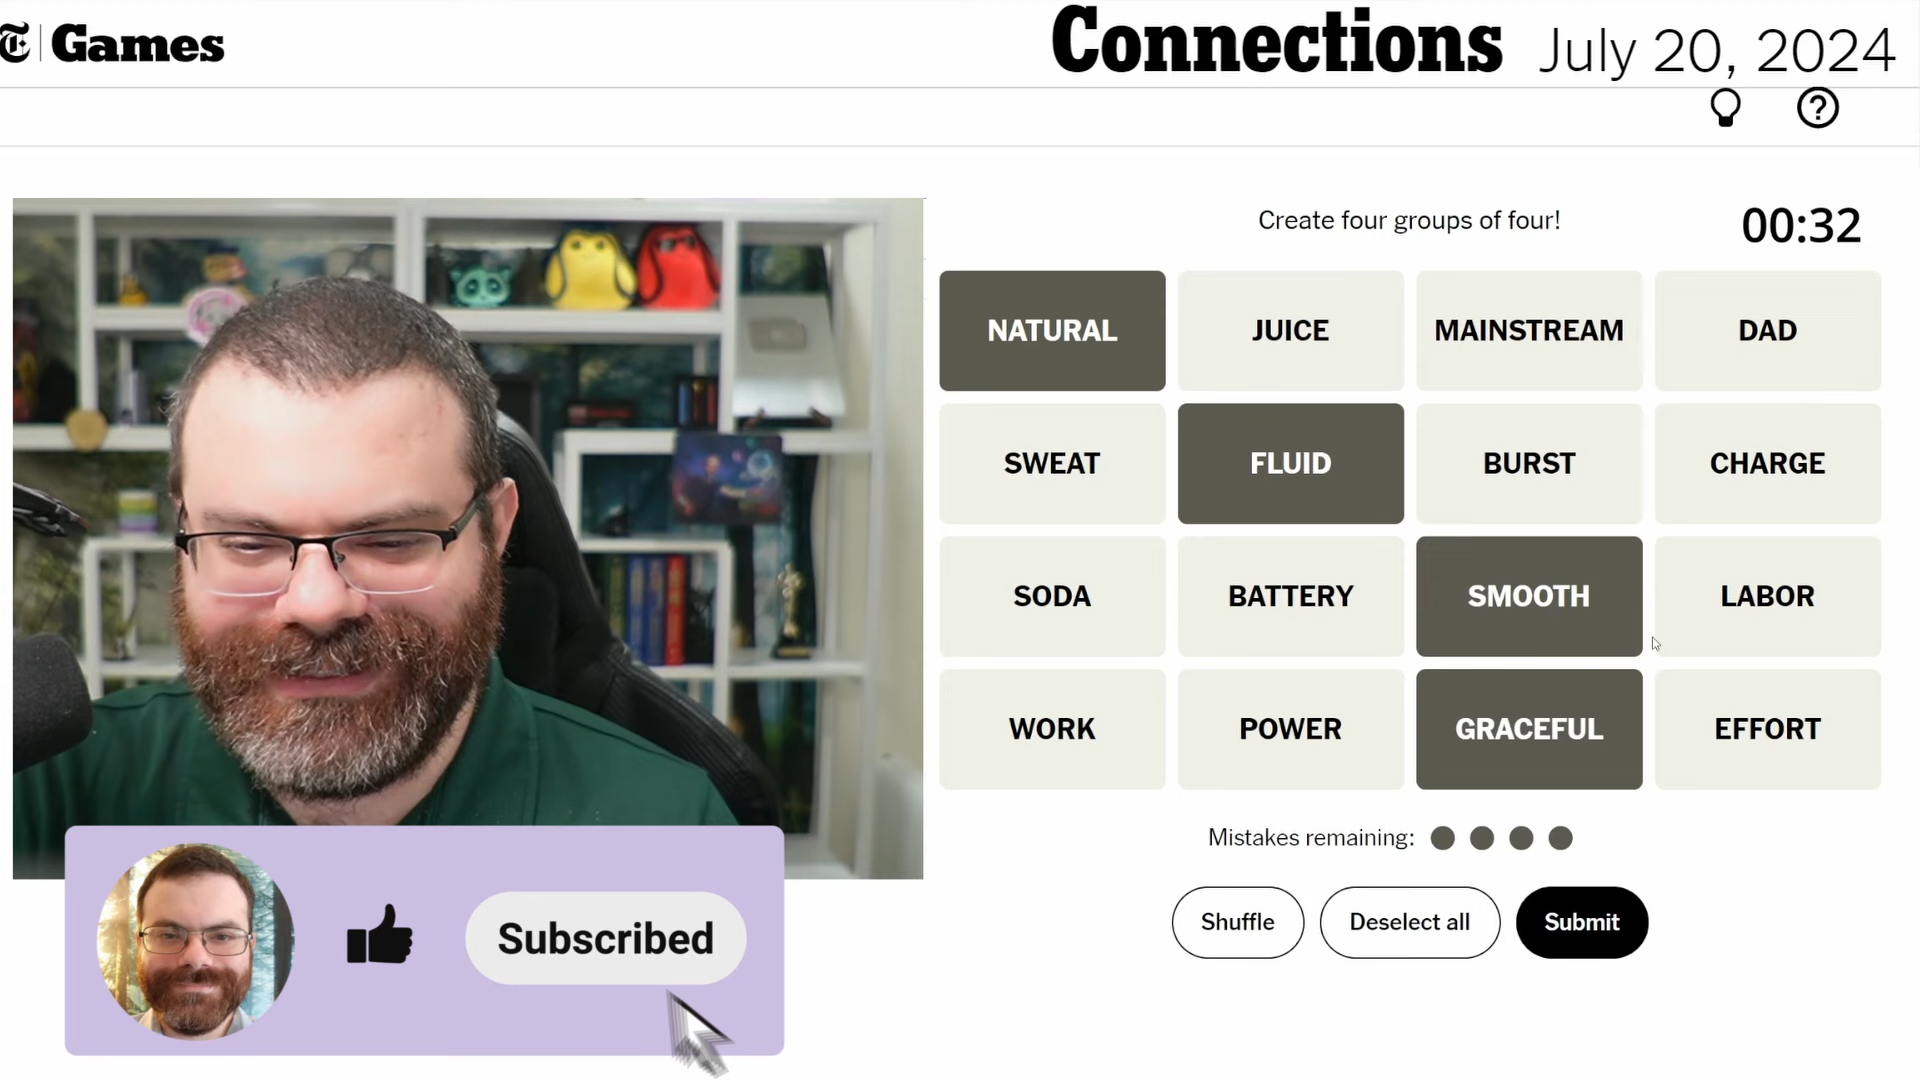 T Games
Connections July 20, 2024
Create four groups of four!
00:32
NATURAL JUICE MAINSTREAM DAD
SWEAT FLUID BURST CHARGE
SODA BATTERY SMOOTH LABOR
WORK POWER GRACEFUL EFFORT
Mistakes remaining:
Shuffle Deselect all Submit
Subscribed